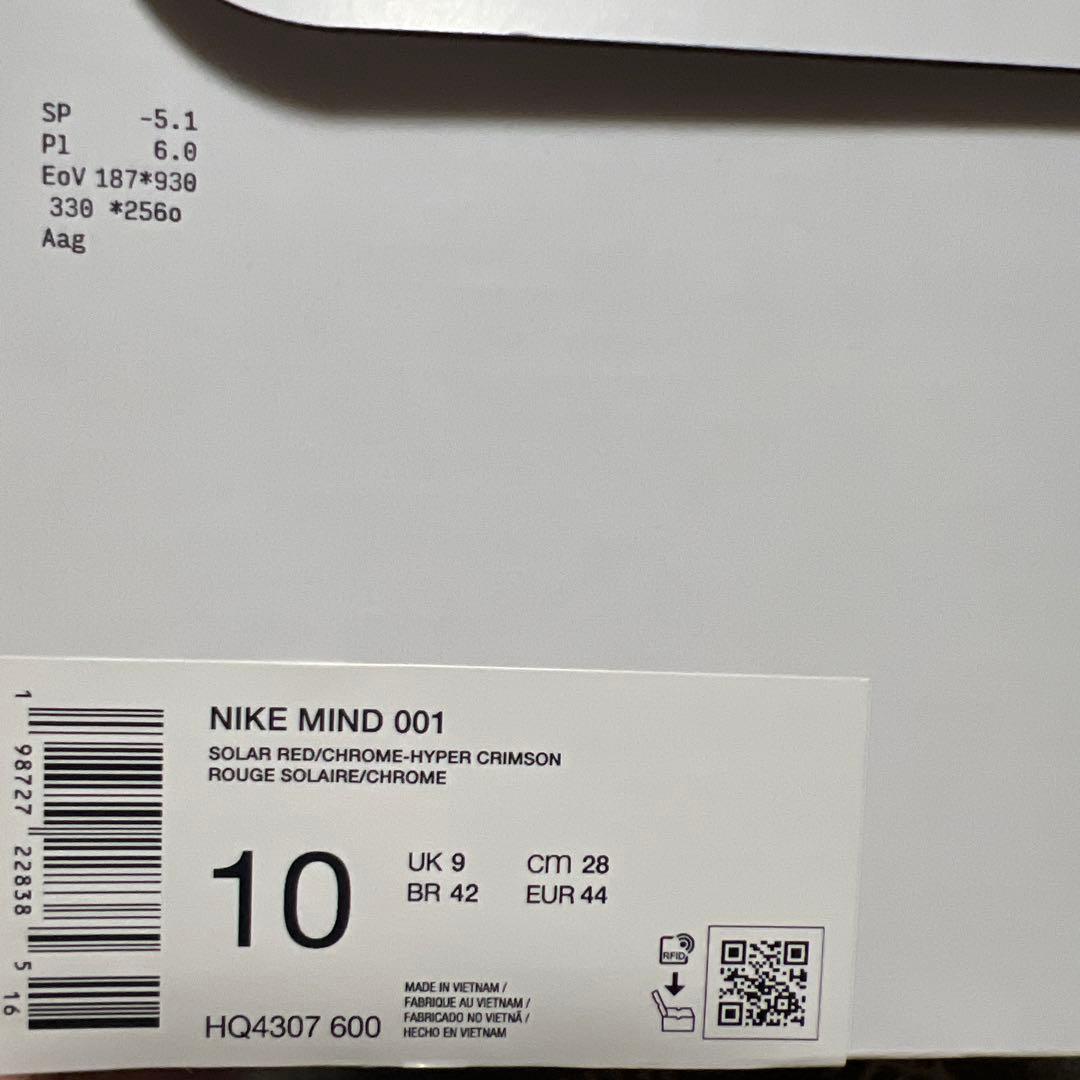 SP -5.1
Pl 6.0
EoV 187*930
330 *256o
Aag
NIKE MIND 001
SOLAR RED/CHROME-HYPER CRIMSON
ROUGE SOLAIRE/CHROME
10
UK 9 cm 28
BR 42 EUR 44
RFID
HQ4307 600
MADE IN VIETNAM /
FABRIQUE AU VIETNAM /
FABRICADO NO VIETNÃ /
HECHO EN VIETNAM
1 98727 22838 5 16